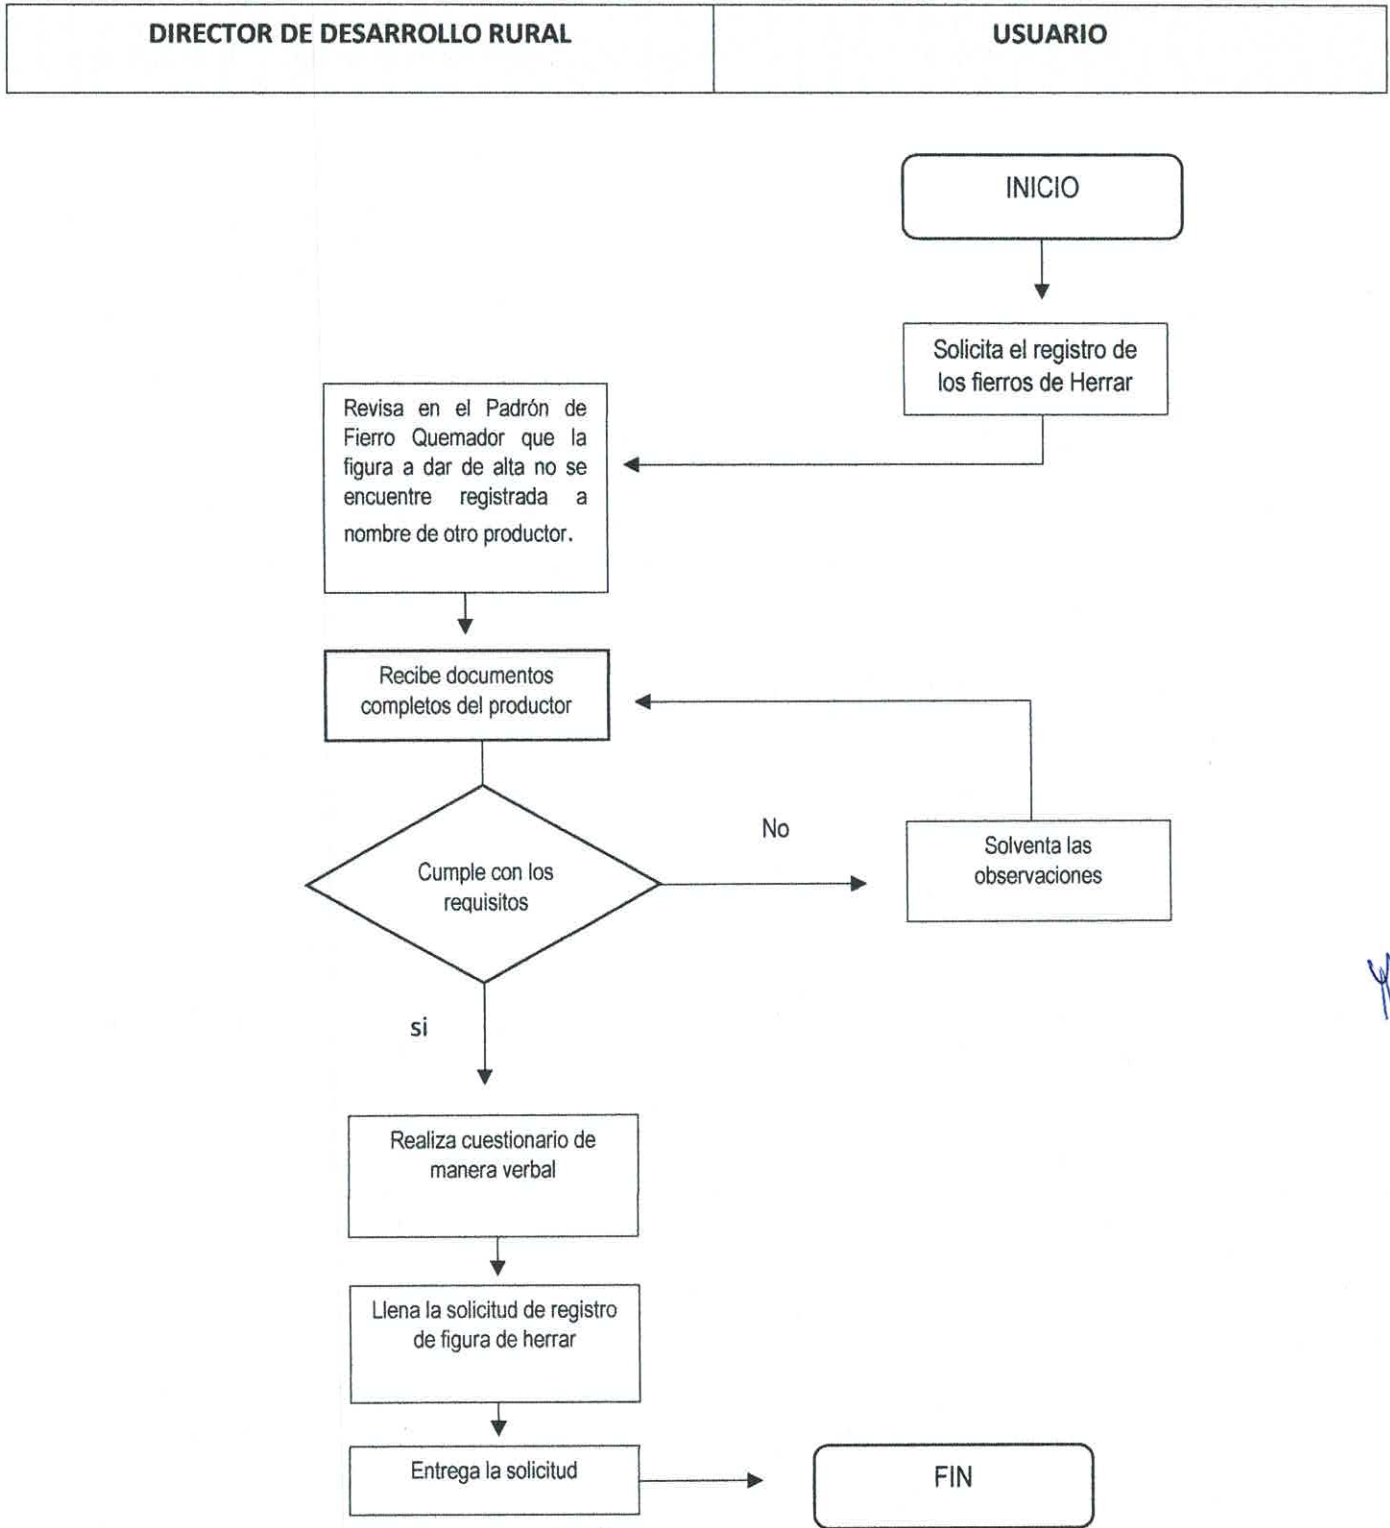 DIRECTOR DE DESARROLLO RURAL
USUARIO
INICIO
Solicita el registro de
los fierros de Herrar
Revisa en el Padrón de
Fierro Quemador que la
figura a dar de alta no se
encuentre registrada a
nombre de otro productor.
Recibe documentos
completos del productor
Cumple con los
requisitos
No
Solventa las
observaciones
si
Realiza cuestionario de
manera verbal
Llena la solicitud de registro
de figura de herrar
Entrega la solicitud
FIN